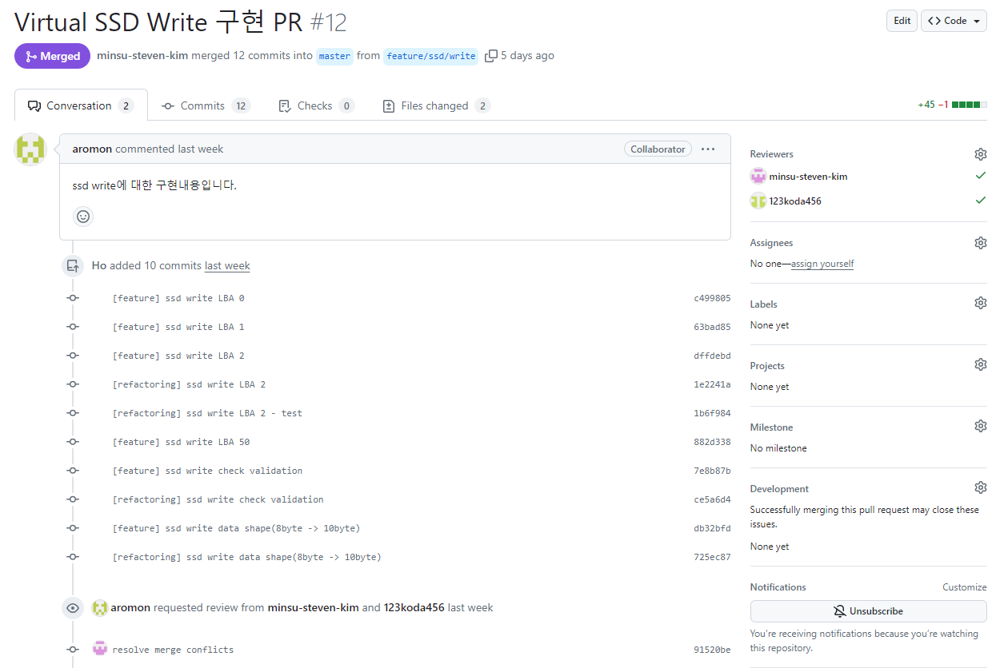 Virtual SSD Write 구현 PR #12
Edit
Code
Merged
minsu-steven-kim merged 12 commits into master from feature/ssd/write 5 days ago
Conversation 2
Commits 12
Checks 0
Files changed 2
+45 −1
aromon commented last week
Collaborator
ssd write에 대한 구현내용입니다.
Ho added 10 commits last week
[feature] ssd write LBA 0 c499805
[feature] ssd write LBA 1 63bad85
[feature] ssd write LBA 2 dffdebd
[refactoring] ssd write LBA 2 1e2241a
[refactoring] ssd write LBA 2 - test 1b6f984
[feature] ssd write LBA 50 882d338
[feature] ssd write check validation 7e8b87b
[refactoring] ssd write check validation ce5a6d4
[feature] ssd write data shape(8byte -> 10byte) db32bfd
[refactoring] ssd write data shape(8byte -> 10byte) 725ec87
aromon requested review from minsu-steven-kim and 123koda456 last week
resolve merge conflicts 91520be
Reviewers
minsu-steven-kim
123koda456
Assignees
No one—assign yourself
Labels
None yet
Projects
None yet
Milestone
No milestone
Development
Successfully merging this pull request may close these
issues.
None yet
Notifications
Customize
Unsubscribe
You're receiving notifications because you're watching
this repository.